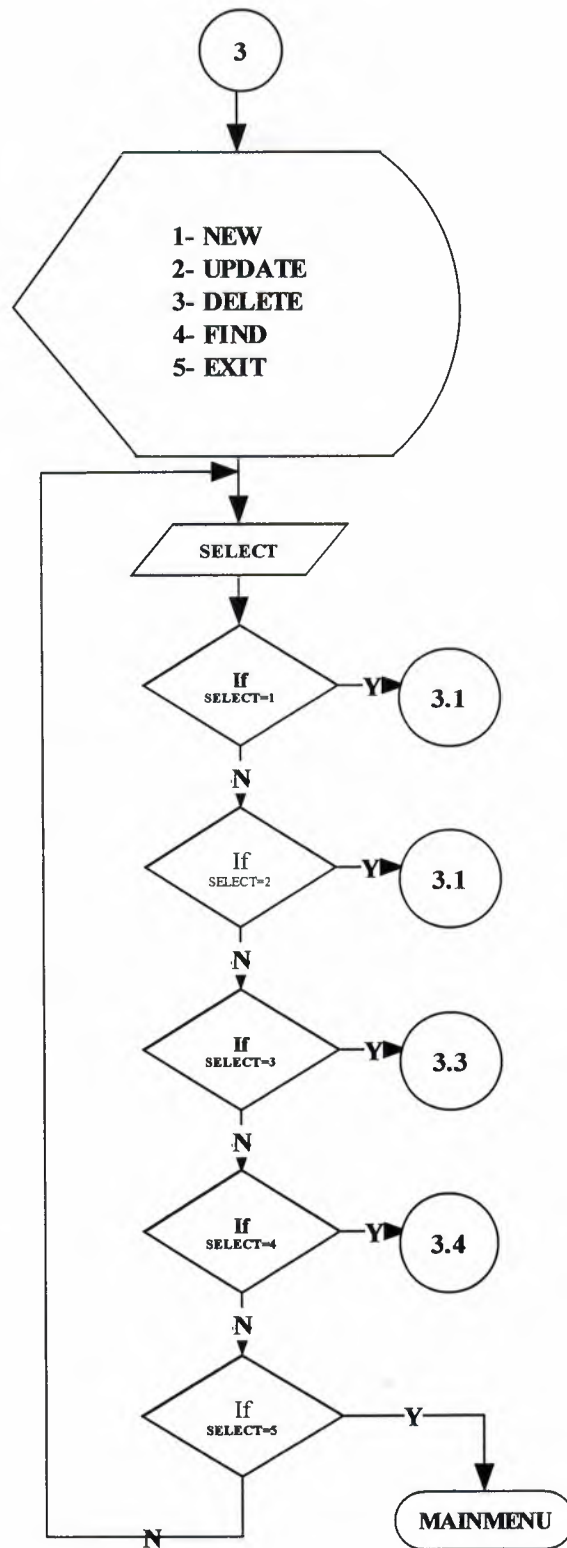 3
1- NEW
2- UPDATE
3- DELETE
4- FIND
5- EXIT
SELECT
If
SELECT=1
Y
3.1
N
If
SELECT=2
Y
3.1
N
If
SELECT=3
Y
3.3
N
If
SELECT=4
Y
3.4
N
If
SELECT=5
Y
MAINMENU
N